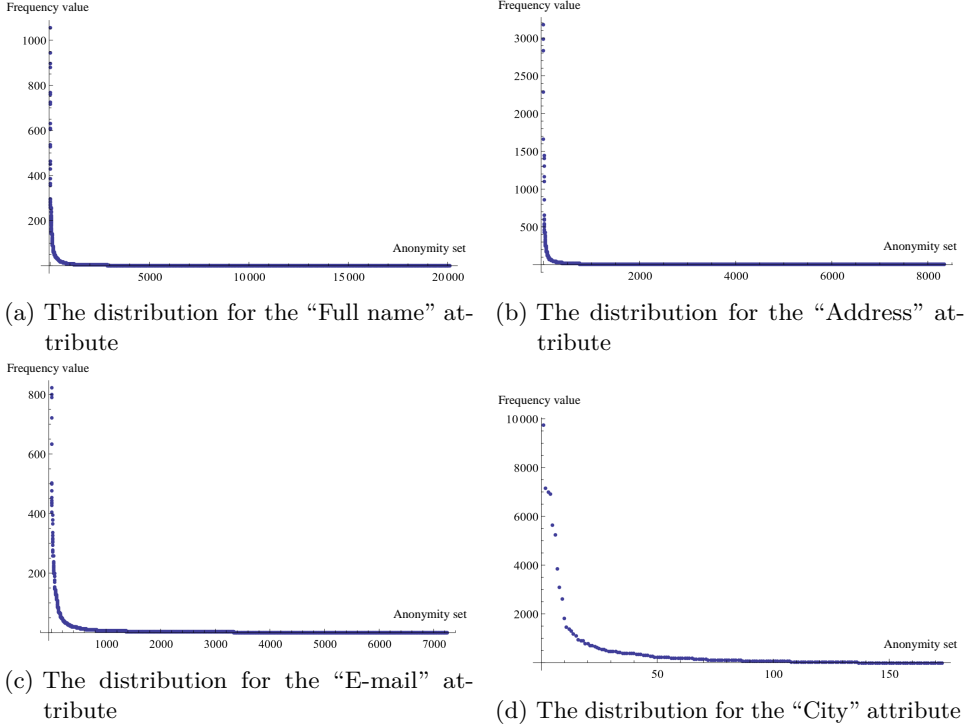 Frequency value
1000
800
600
400
200
Anonymity set
5000
10 000
15 000
20 000
(a) The distribution for the “Full name” at-
tribute
Frequency value
3000
2500
2000
1500
1000
500
Anonymity set
2000
4000
6000
8000
(b) The distribution for the “Address” at-
tribute
Frequency value
800
600
400
200
Anonymity set
1000
2000
3000
4000
5000
6000
7000
(c) The distribution for the “E-mail” at-
tribute
Frequency value
10 000
8000
6000
4000
2000
Anonymity set
50
100
150
(d) The distribution for the “City” attribute